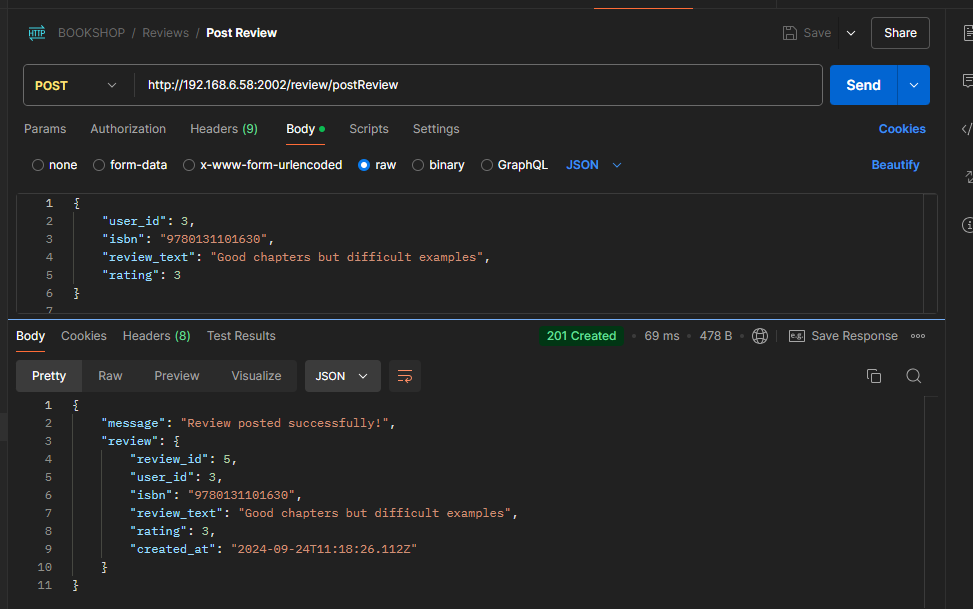 HTTP BOOKSHOP / Reviews / Post Review Save Share
POST http://192.168.6.58:2002/review/postReview Send
Params Authorization Headers (9) Body Scripts Settings Cookies
none form-data x-www-form-urlencoded raw binary GraphQL JSON Beautify
1 {
2 "user_id": 3,
3 "isbn": "9780131101630",
4 "review_text": "Good chapters but difficult examples",
5 "rating": 3
6 }
7
Body Cookies Headers (8) Test Results 201 Created 69 ms 478 B e.g. Save Response
Pretty Raw Preview Visualize JSON
1 {
2 "message": "Review posted successfully!",
3 "review": {
4 "review_id": 5,
5 "user_id": 3,
6 "isbn": "9780131101630",
7 "review_text": "Good chapters but difficult examples",
8 "rating": 3,
9 "created_at": "2024-09-24T11:18:26.112Z"
10 }
11 }